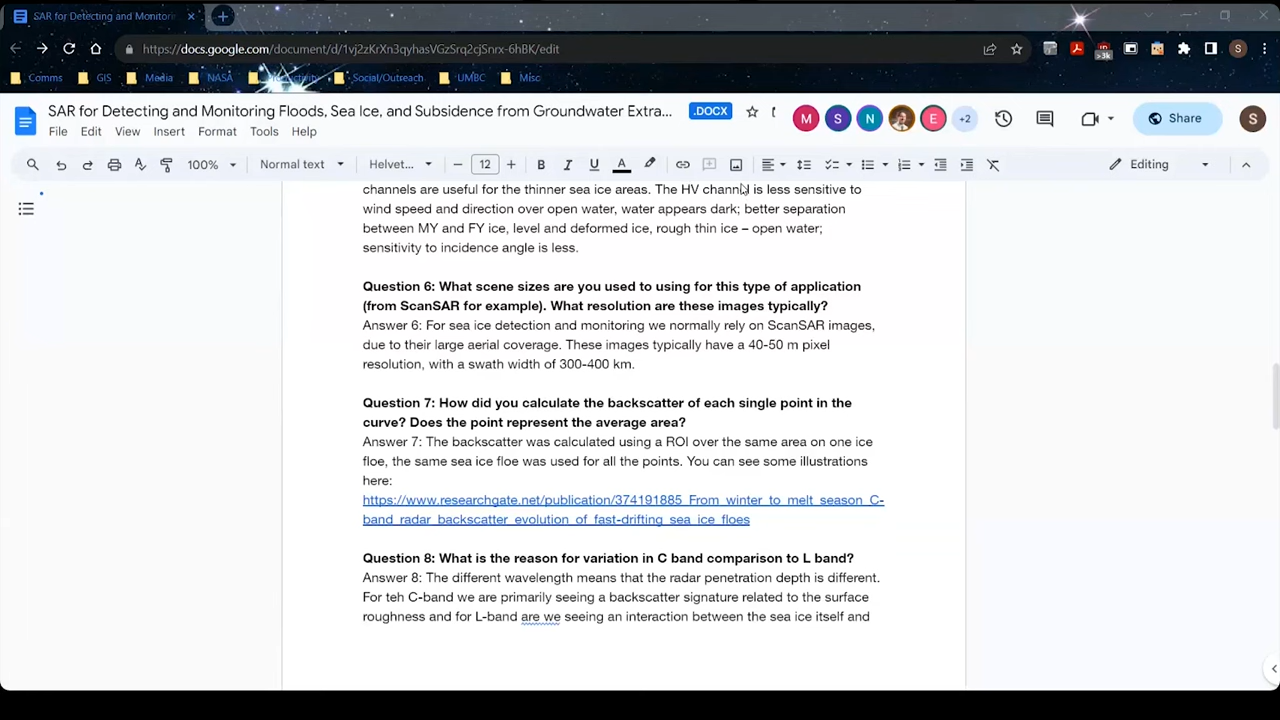 SAR for Detecting and Monitorin
https://docs.google.com/document/d/1vj2zKrXn3qyhasVGzSrq2cjSnrx-6hBK/edit
>3k
S
Comms GIS Media NASA Productivity Social/Outreach UMBC Misc
SAR for Detecting and Monitoring Floods, Sea Ice, and Subsidence from Groundwater Extra... .DOCX
M S N E +2 Share S
File Edit View Insert Format Tools Help
100% Normal text Helvet... 12 B I U A Editing
channels are useful for the thinner sea ice areas. The HV channel is less sensitive to
wind speed and direction over open water, water appears dark; better separation
between MY and FY ice, level and deformed ice, rough thin ice – open water;
sensitivity to incidence angle is less.
Question 6: What scene sizes are you used to using for this type of application
(from ScanSAR for example). What resolution are these images typically?
Answer 6: For sea ice detection and monitoring we normally rely on ScanSAR images,
due to their large aerial coverage. These images typically have a 40-50 m pixel
resolution, with a swath width of 300-400 km.
Question 7: How did you calculate the backscatter of each single point in the
curve? Does the point represent the average area?
Answer 7: The backscatter was calculated using a ROI over the same area on one ice
floe, the same sea ice floe was used for all the points. You can see some illustrations
here:
https://www.researchgate.net/publication/374191885_From_winter_to_melt_season_C-
band_radar_backscatter_evolution_of_fast-drifting_sea_ice_floes
Question 8: What is the reason for variation in C band comparison to L band?
Answer 8: The different wavelength means that the radar penetration depth is different.
For teh C-band we are primarily seeing a backscatter signature related to the surface
roughness and for L-band are we seeing an interaction between the sea ice itself and